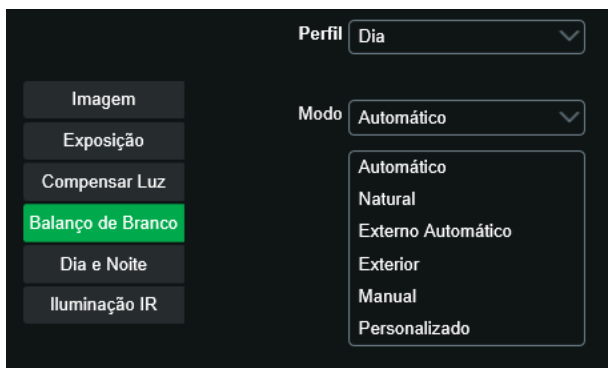 Perfil Dia
Imagem
Modo Automático
Exposição
Compensar Luz
Balanço de Branco
Dia e Noite
Iluminação IR
Automático
Natural
Externo Automático
Exterior
Manual
Personalizado